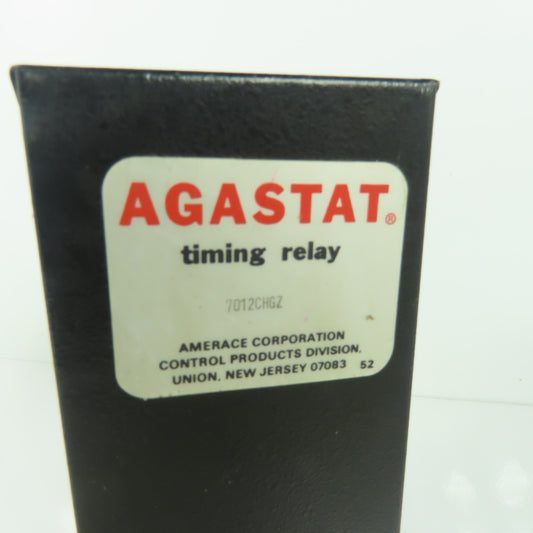 AGASTAT®
timing relay
7012CHGZ
AMERACE CORPORATION
CONTROL PRODUCTS DIVISION,
UNION, NEW JERSEY 07083 52